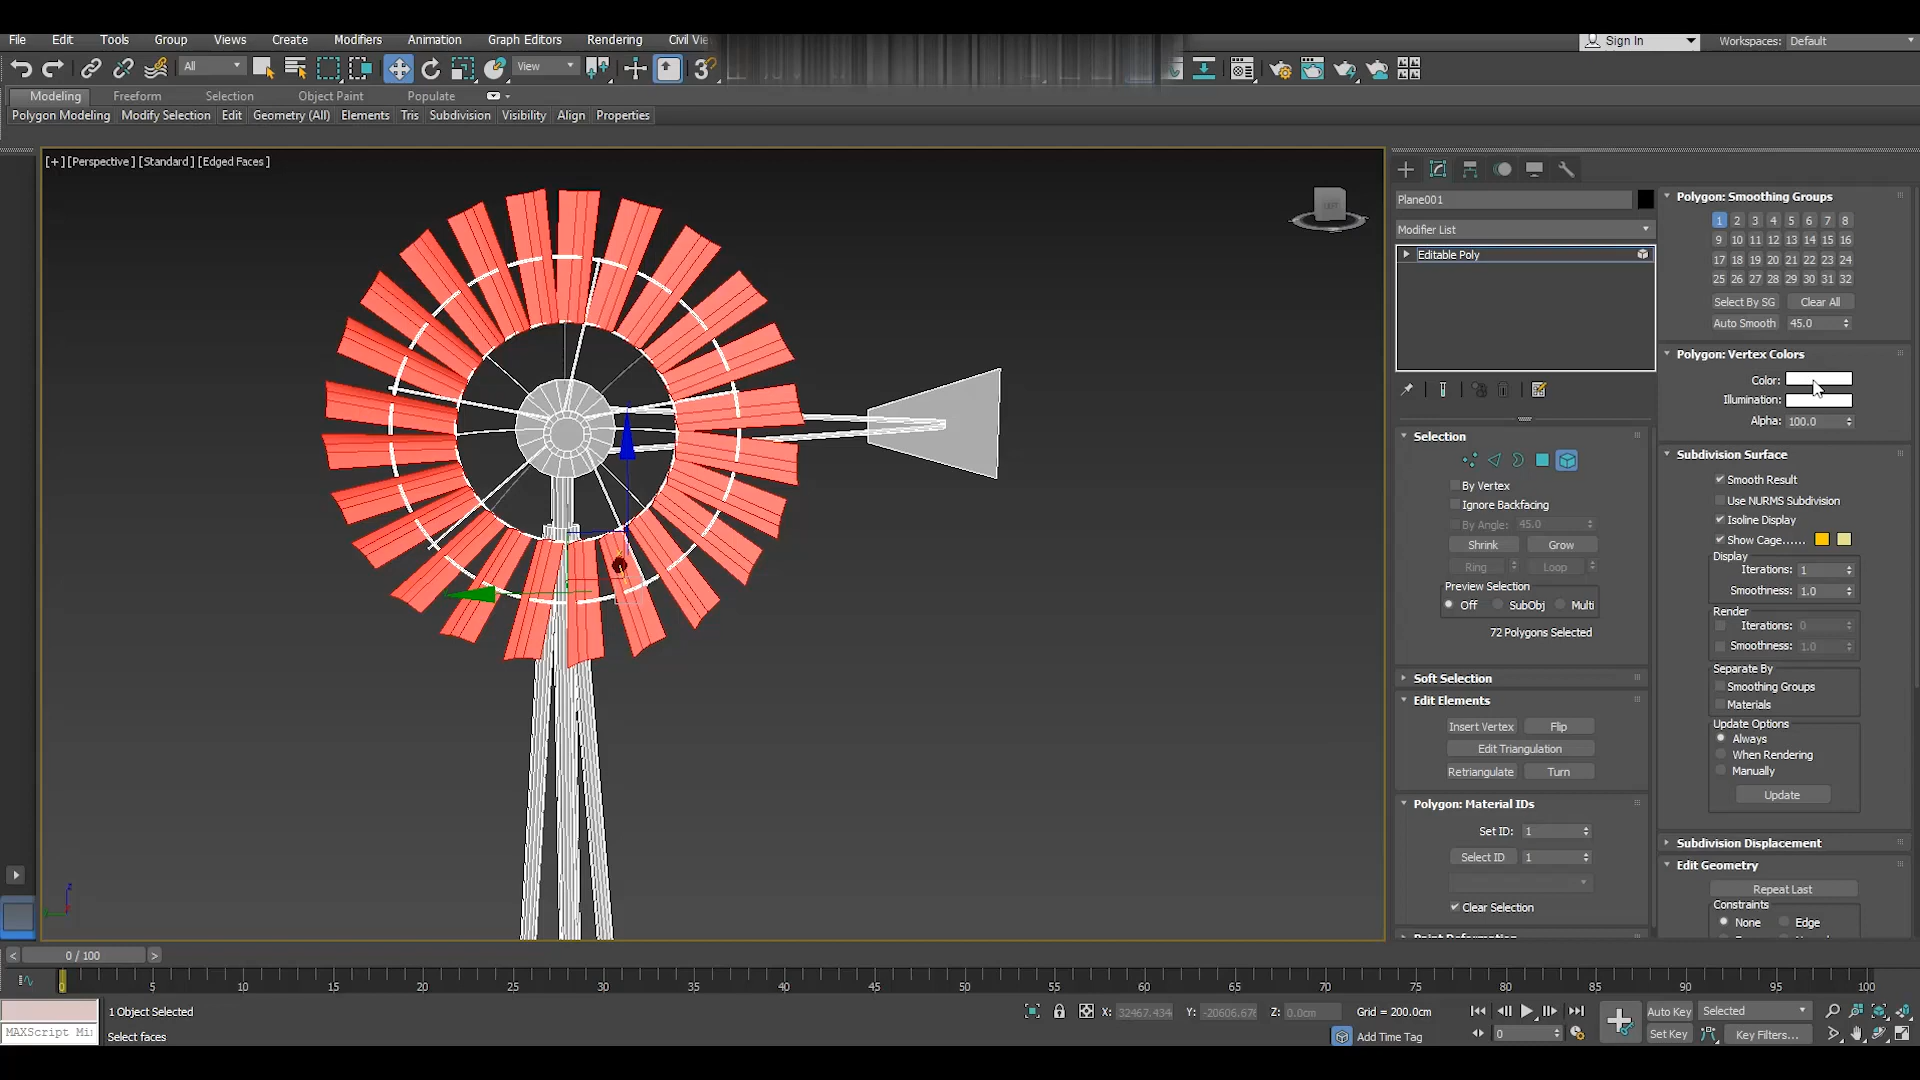 File Edit Tools Group Views Create Modifiers Animation Graph Editors Rendering Civil Vi
Sign In Workspaces: Default
All View 3
Modeling Freeform Selection Object Paint Populate
Polygon Modeling Modify Selection Edit Geometry (All) Elements Tris Subdivision Visibility Align Properties
[+] [Perspective ] [Standard ] [Edged Faces ]
LEFT
Plane001
Modifier List
Editable Poly
Selection
By Vertex
Ignore Backfacing
By Angle: 45.0
Shrink Grow
Ring Loop
Preview Selection
Off SubObj Multi
72 Polygons Selected
Soft Selection
Edit Elements
Insert Vertex Flip
Edit Triangulation
Retriangulate Turn
Polygon: Material IDs
Set ID: 1
Select ID 1
Clear Selection
Paint Deformation
Polygon: Smoothing Groups
1 2 3 4 5 6 7 8
9 10 11 12 13 14 15 16
17 18 19 20 21 22 23 24
25 26 27 28 29 30 31 32
Select By SG Clear All
Auto Smooth 45.0
Polygon: Vertex Colors
Color:
Illumination:
Alpha: 100.0
Subdivision Surface
Smooth Result
Use NURMS Subdivision
Isoline Display
Show Cage......
Display
Iterations: 1
Smoothness: 1.0
Render
Iterations: 0
Smoothness: 1.0
Separate By
Smoothing Groups
Materials
Update Options
Always
When Rendering
Manually
Update
Subdivision Displacement
Edit Geometry
Repeat Last
Constraints
None Edge
z
< 0 / 100 >
0 5 10 15 20 25 30 35 40 45 50 55 60 65 70 75 80 85 90 95 100
1 Object Selected
MAXScript Mi
Select faces
X: 32467.434 Y: -20606.676 Z: 0.0cm Grid = 200.0cm
Add Time Tag
0
Auto Key Selected
Set Key Key Filters...